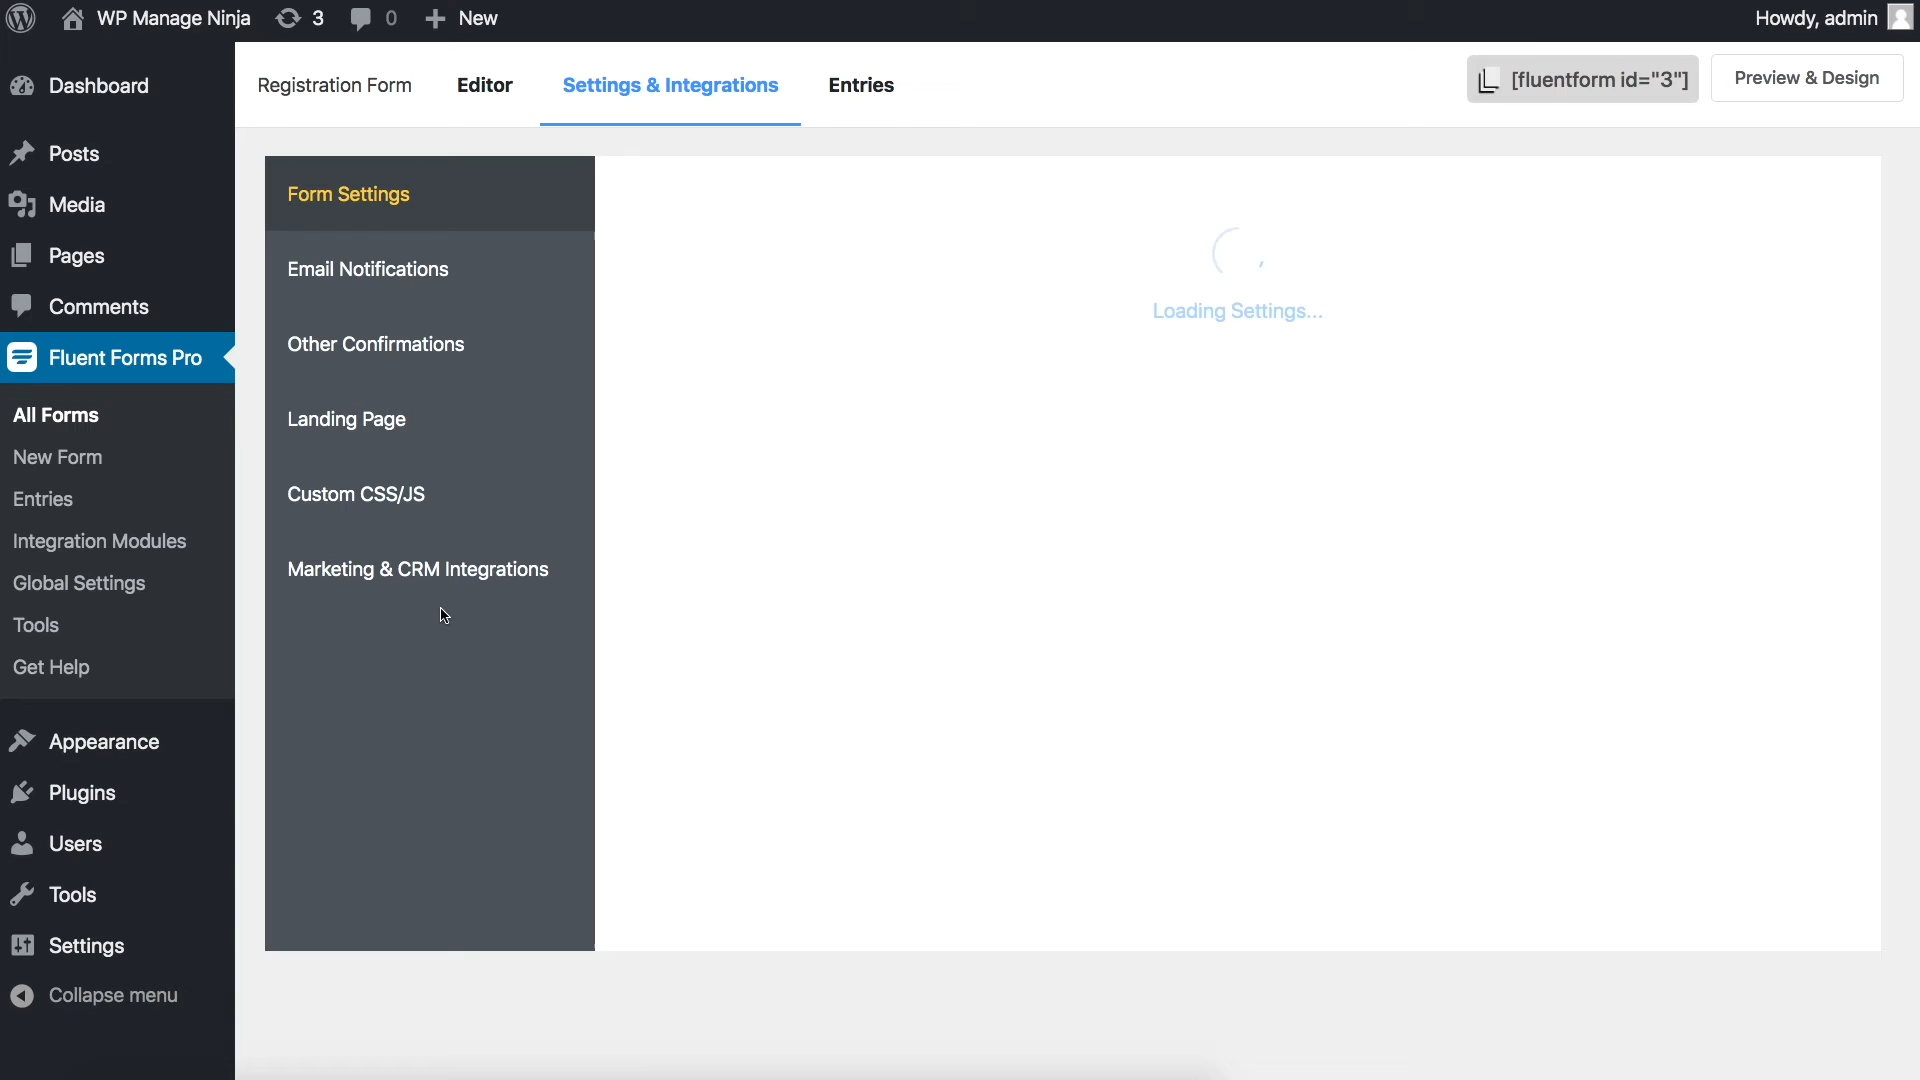 WP Manage Ninja 3 0 New Howdy, admin
Dashboard
Posts
Media
Pages
Comments
Fluent Forms Pro
All Forms
New Form
Entries
Integration Modules
Global Settings
Tools
Get Help
Appearance
Plugins
Users
Tools
Settings
Collapse menu
Registration Form Editor Settings & Integrations Entries [fluentform id="3"] Preview & Design
Form Settings
Email Notifications
Other Confirmations
Landing Page
Custom CSS/JS
Marketing & CRM Integrations
Loading Settings...